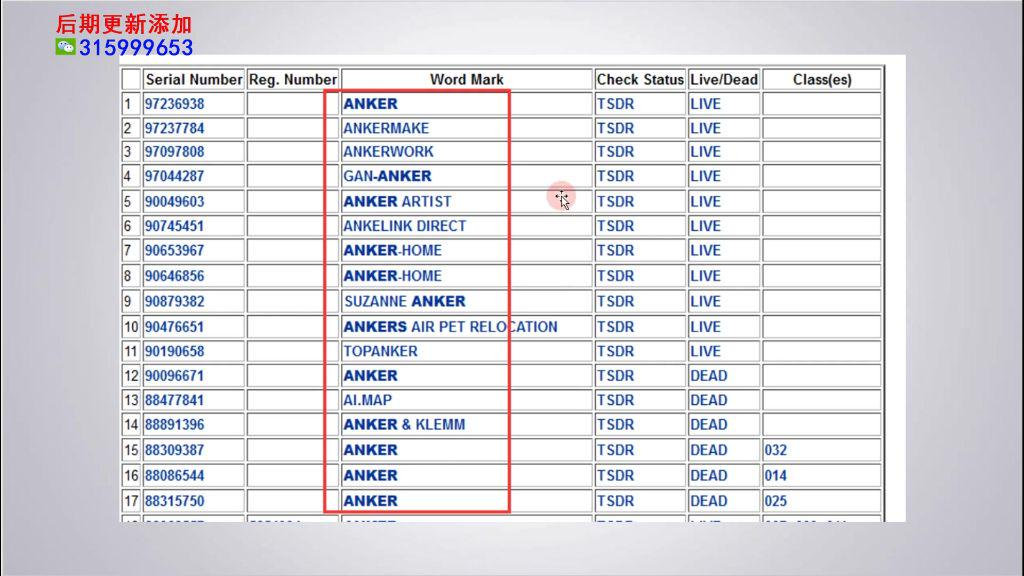 后期更新添加
315999653
Serial Number Reg. Number Word Mark Check Status Live/Dead Class(es)
1 97236938 ANKER TSDR LIVE
2 97237784 ANKERMAKE TSDR LIVE
3 97097808 ANKERWORK TSDR LIVE
4 97044287 GAN-ANKER TSDR LIVE
5 90049603 ANKER ARTIST TSDR LIVE
6 90745451 ANKELINK DIRECT TSDR LIVE
7 90653967 ANKER-HOME TSDR LIVE
8 90646856 ANKER-HOME TSDR LIVE
9 90879382 SUZANNE ANKER TSDR LIVE
10 90476651 ANKERS AIR PET RELOCATION TSDR LIVE
11 90190658 TOPANKER TSDR LIVE
12 90096671 ANKER TSDR DEAD
13 88477841 AI.MAP TSDR DEAD
14 88891396 ANKER & KLEMM TSDR DEAD
15 88309387 ANKER TSDR DEAD 032
16 88086544 ANKER TSDR DEAD 014
17 88315750 ANKER TSDR DEAD 025